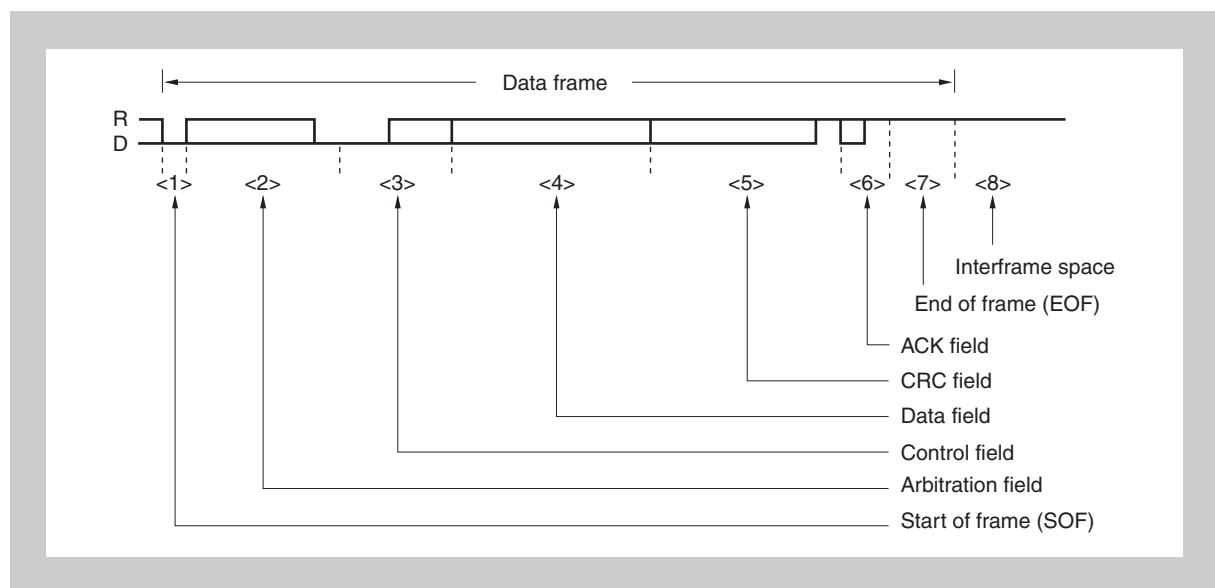 Data frame
R
D
<1> <2> <3> <4> <5> <6> <7> <8>
Interframe space
End of frame (EOF)
ACK field
CRC field
Data field
Control field
Arbitration field
Start of frame (SOF)